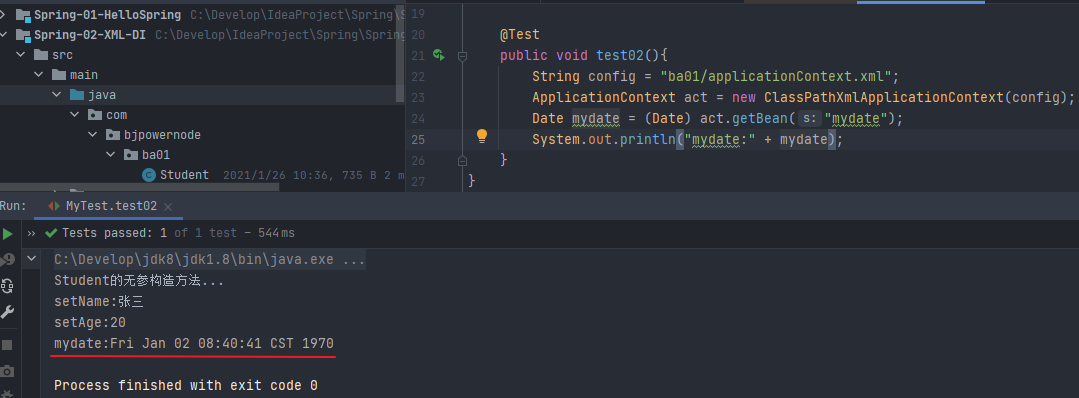 Spring-01-HelloSpring C:\Develop\IdeaProject\Spring\S
Spring-02-XML-DI C:\Develop\IdeaProject\Spring\Spring
src
main
java
com
bjpowernode
ba01
Student 2021/1/26 10:36, 735 B 2 m
19
20 @Test
21 public void test02(){
22 String config = "ba01/applicationContext.xml";
23 ApplicationContext act = new ClassPathXmlApplicationContext(config);
24 Date mydate = (Date) act.getBean( s: "mydate");
25 System.out.println("mydate:" + mydate);
26 }
27 }
Run: MyTest.test02 ×
›› Tests passed: 1 of 1 test – 544 ms
C:\Develop\jdk8\jdk1.8\bin\java.exe ...
Student的无参构造方法...
setName:张三
setAge:20
mydate:Fri Jan 02 08:40:41 CST 1970
Process finished with exit code 0